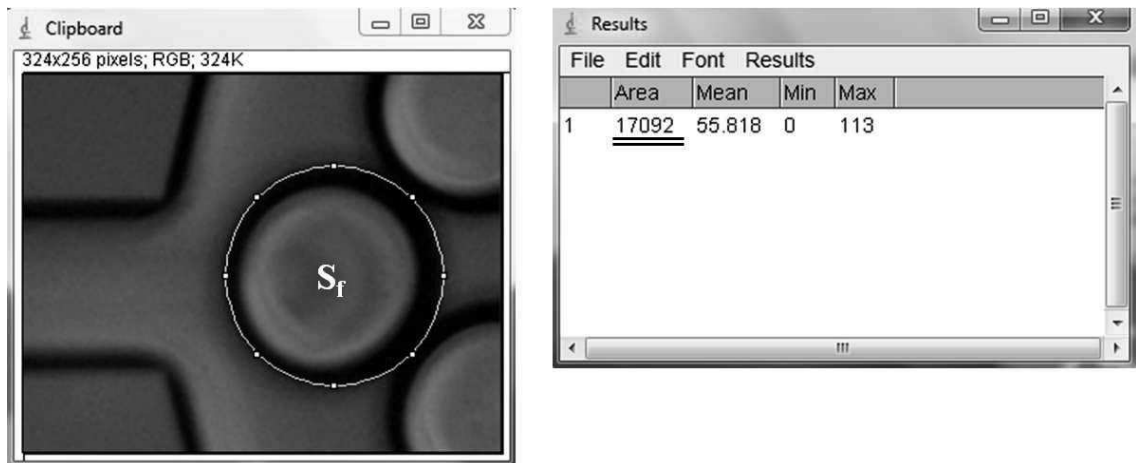 Clipboard
324x256 pixels; RGB; 324K
Sf
Results
File Edit Font Results
Area Mean Min Max
1 17092 55.818 0 113